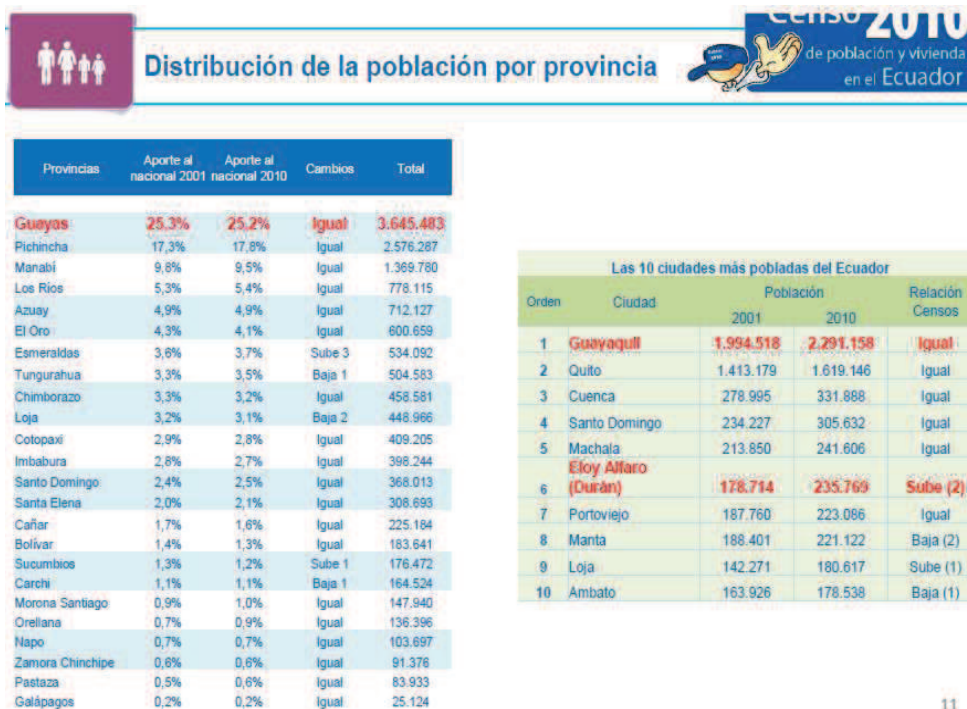 Censo 2010
de población y vivienda
en el Ecuador
Distribución de la población por provincia
Provincias Aporte al nacional 2001 Aporte al nacional 2010 Cambios Total
Guayas 25,3% 25,2% Igual 3.645.483
Pichincha 17,3% 17,8% Igual 2.576.287
Manabí 9,8% 9,5% Igual 1.369.780
Los Ríos 5,3% 5,4% Igual 778.115
Azuay 4,9% 4,9% Igual 712.127
El Oro 4,3% 4,1% Igual 600.659
Esmeraldas 3,6% 3,7% Sube 3 534.092
Tungurahua 3,3% 3,5% Baja 1 504.583
Chimborazo 3,3% 3,2% Igual 458.581
Loja 3,2% 3,1% Baja 2 448.966
Cotopaxi 2,9% 2,8% Igual 409.205
Imbabura 2,8% 2,7% Igual 398.244
Santo Domingo 2,4% 2,5% Igual 368.013
Santa Elena 2,0% 2,1% Igual 308.693
Cañar 1,7% 1,6% Igual 225.184
Bolívar 1,4% 1,3% Igual 183.641
Sucumbios 1,3% 1,2% Sube 1 176.472
Carchi 1,1% 1,1% Baja 1 164.524
Morona Santiago 0,9% 1,0% Igual 147.940
Orellana 0,7% 0,9% Igual 136.396
Napo 0,7% 0,7% Igual 103.697
Zamora Chinchipe 0,6% 0,6% Igual 91.376
Pastaza 0,5% 0,6% Igual 83.933
Galápagos 0,2% 0,2% Igual 25.124
Las 10 ciudades más pobladas del Ecuador
Orden Ciudad Población Relación Censos
2001 2010
1 Guayaquil 1.994.518 2.291.158 Igual
2 Quito 1.413.179 1.619.146 Igual
3 Cuenca 278.995 331.888 Igual
4 Santo Domingo 234.227 305.632 Igual
5 Machala 213.850 241.606 Igual
6 Eloy Alfaro (Durán) 178.714 235.769 Sube (2)
7 Portoviejo 187.760 223.086 Igual
8 Manta 188.401 221.122 Baja (2)
9 Loja 142.271 180.617 Sube (1)
10 Ambato 163.926 178.538 Baja (1)
11